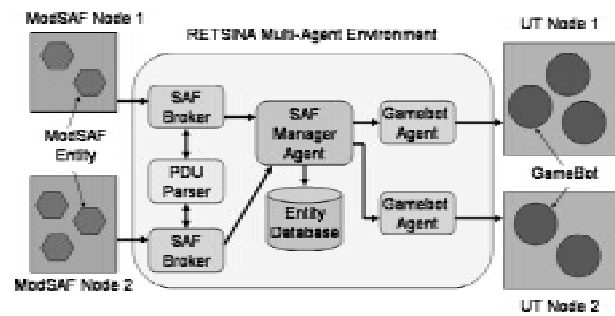 ModSAF Node 1
UT Node 1
RETSINA Multi-Agent Environment
SAF
Broker
SAF
Manager
Agent
Gamebot
Agent
ModSAF
Entity
PDU
Parser
GameBot
Entity
Database
Gamebot
Agent
SAF
Broker
ModSAF Node 2
UT Node 2